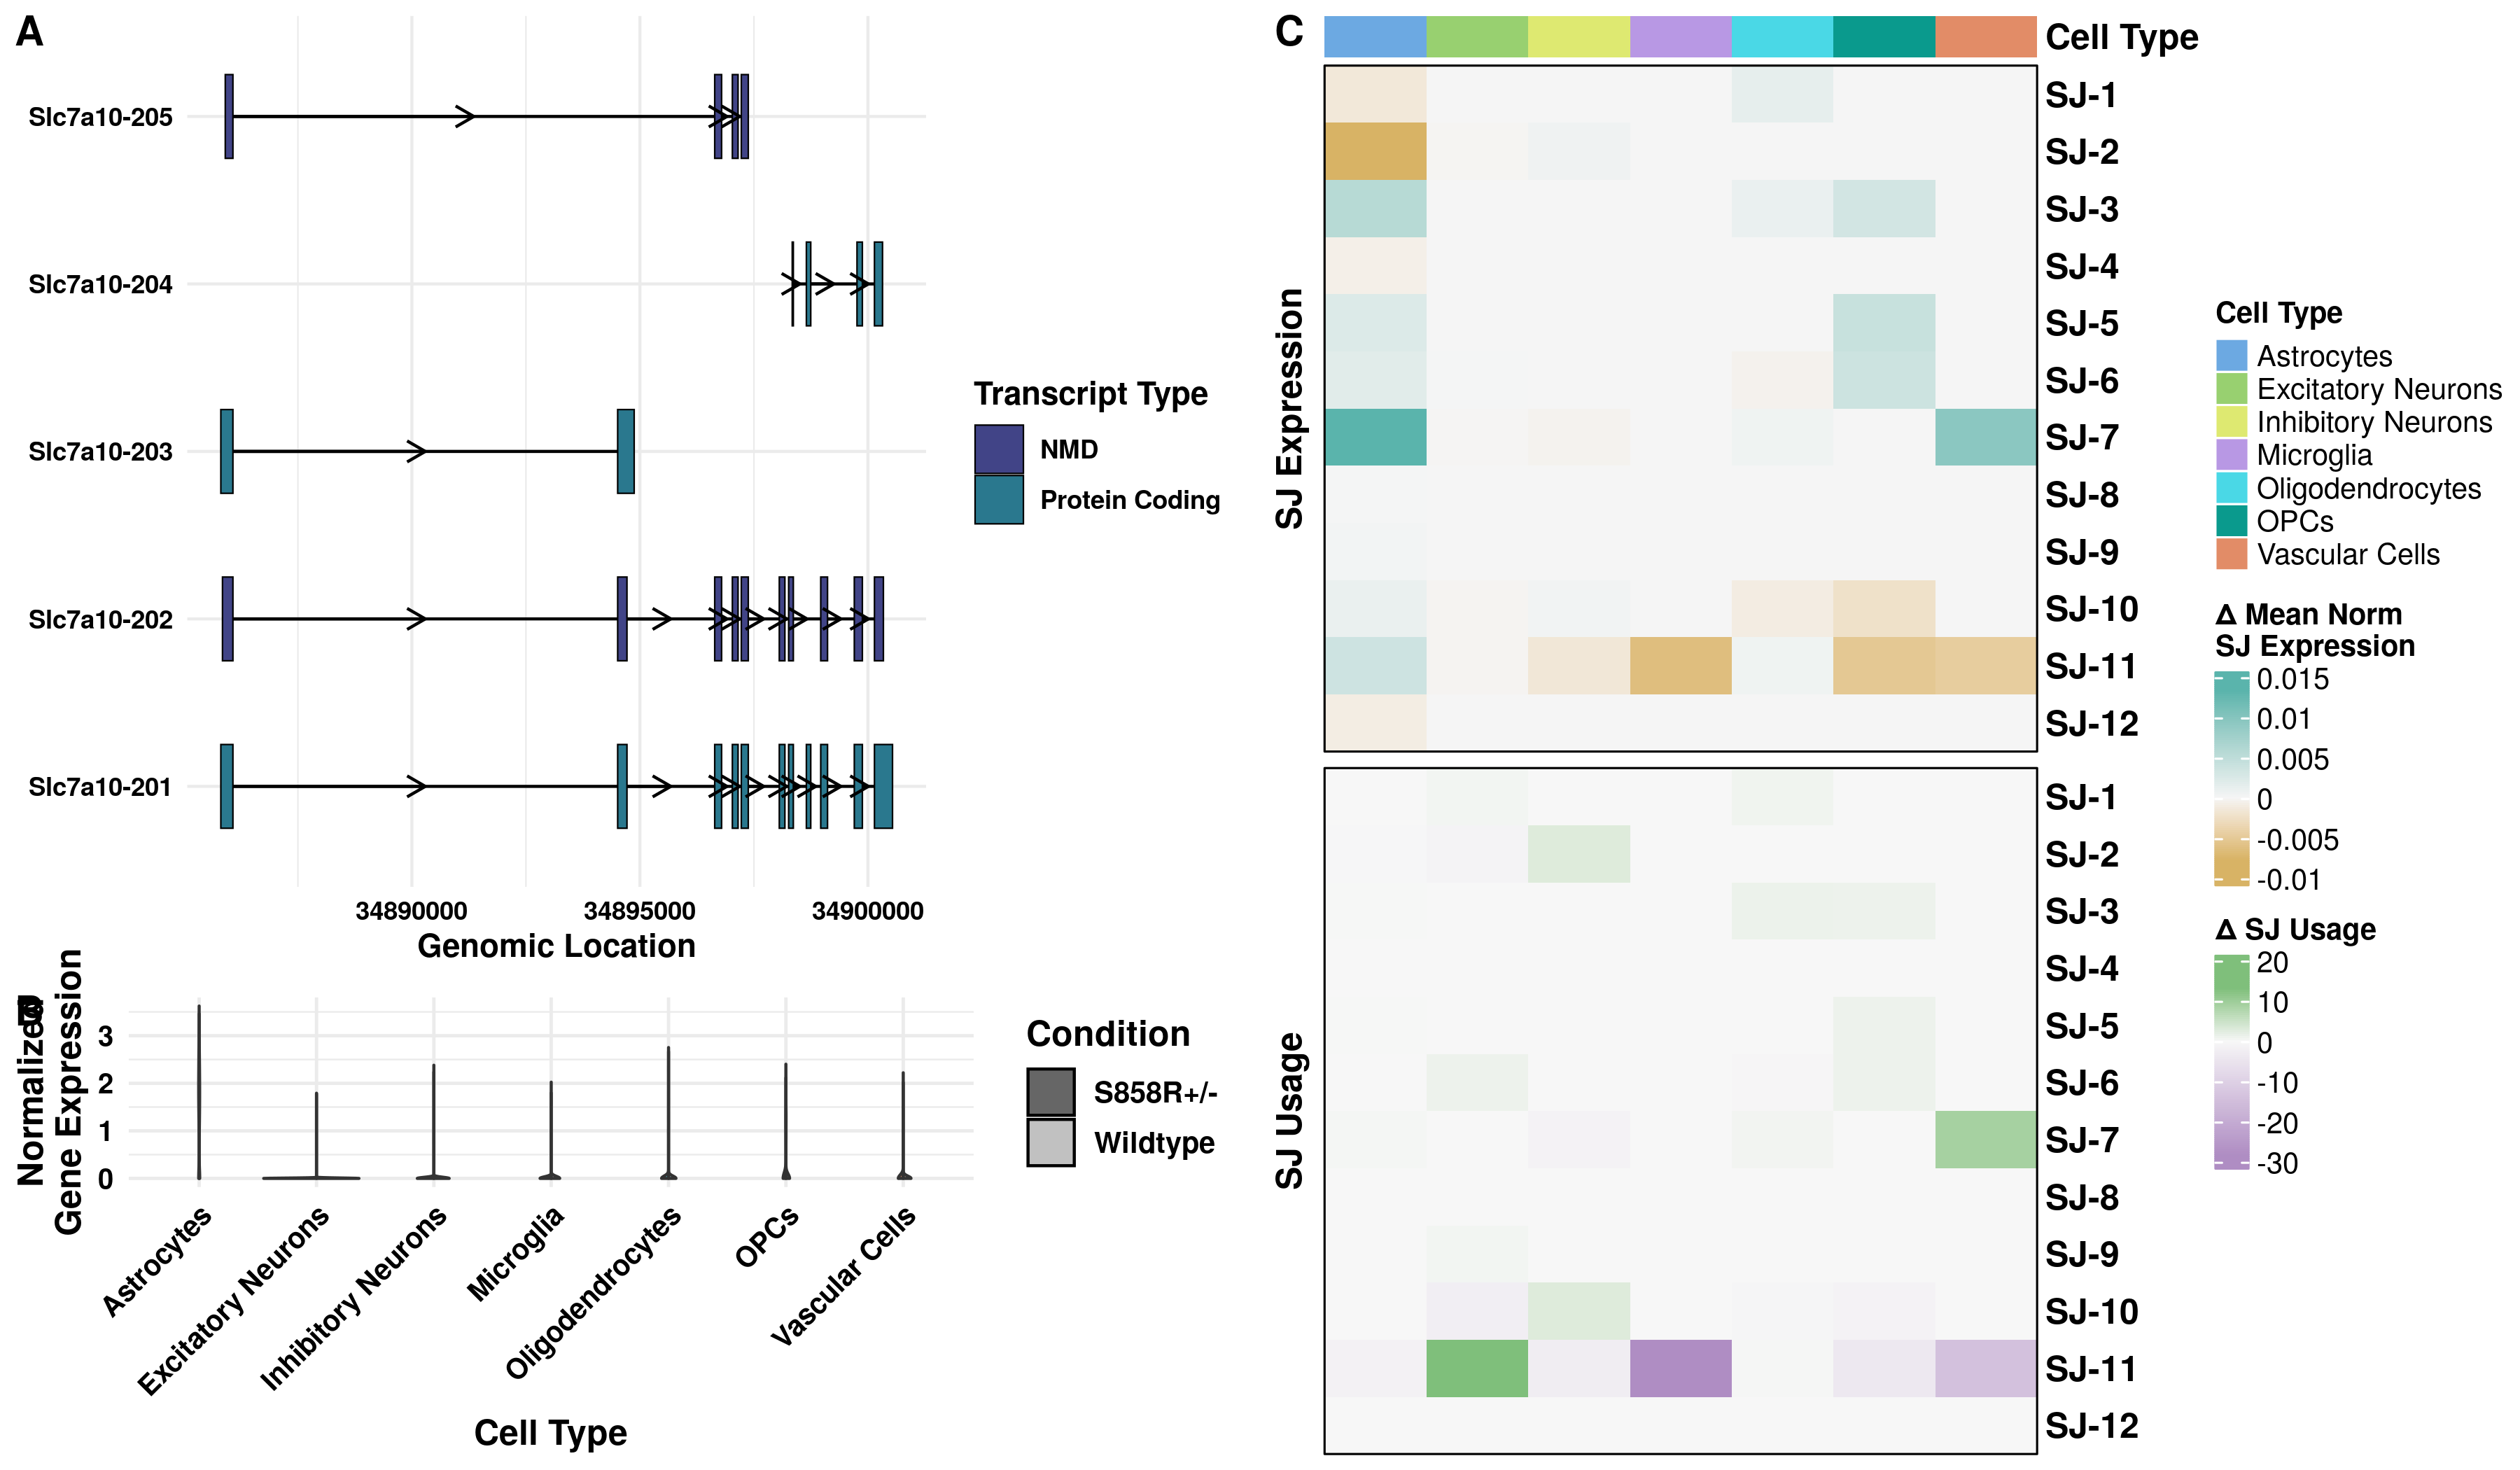 A
Slc7a10-205
Slc7a10-204
Slc7a10-203
Slc7a10-202
Slc7a10-201
34890000 34895000 34900000
Genomic Location
Transcript Type
NMD
Protein Coding
Normalized
Gene Expression
3
2
1
0
Astrocytes
Excitatory Neurons
Inhibitory Neurons
Microglia
Oligodendrocytes
OPCs
Vascular Cells
Cell Type
Condition
S858R+/-
Wildtype
C
Cell Type
SJ Expression
SJ-1
SJ-2
SJ-3
SJ-4
SJ-5
SJ-6
SJ-7
SJ-8
SJ-9
SJ-10
SJ-11
SJ-12
SJ Usage
SJ-1
SJ-2
SJ-3
SJ-4
SJ-5
SJ-6
SJ-7
SJ-8
SJ-9
SJ-10
SJ-11
SJ-12
Cell Type
Astrocytes
Excitatory Neurons
Inhibitory Neurons
Microglia
Oligodendrocytes
OPCs
Vascular Cells
Δ Mean Norm
SJ Expression
0.015
0.01
0.005
0
-0.005
-0.01
Δ SJ Usage
20
10
0
-10
-20
-30